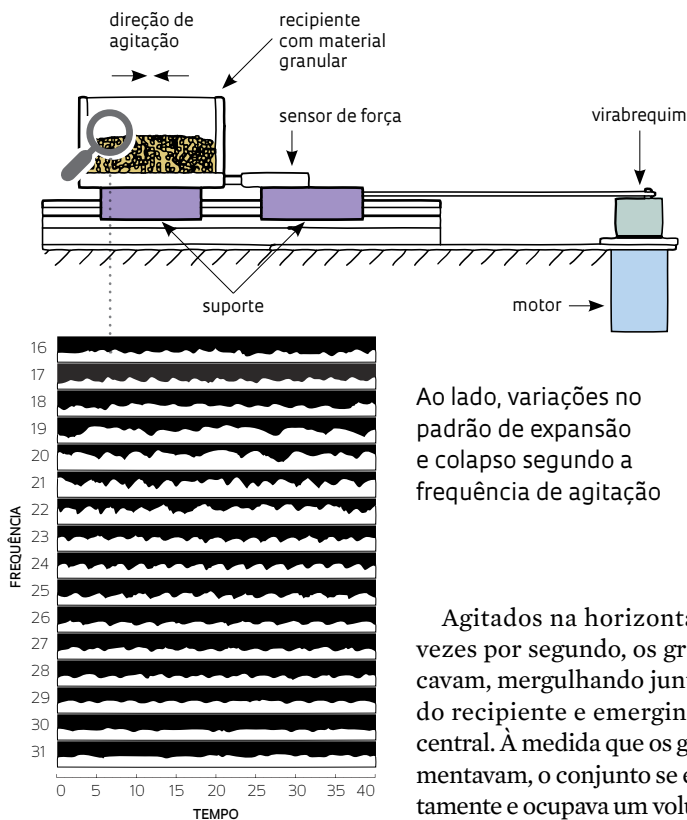 direção de
agitação
recipiente
com material
granular
sensor de força
virabrequim
suporte
motor
16
17
18
19
20
21
22
23
24
25
26
27
28
29
30
31
FREQUÊNCIA
0 5 10 15 20 25 30 35 40
TEMPO
Ao lado, variações no
padrão de expansão
e colapso segundo a
frequência de agitação
Agitados na horizonta
vezes por segundo, os gr
cavam, mergulhando junt
do recipiente e emergin
central. À medida que os g
mentavam, o conjunto se e
tamente e ocupava um volu